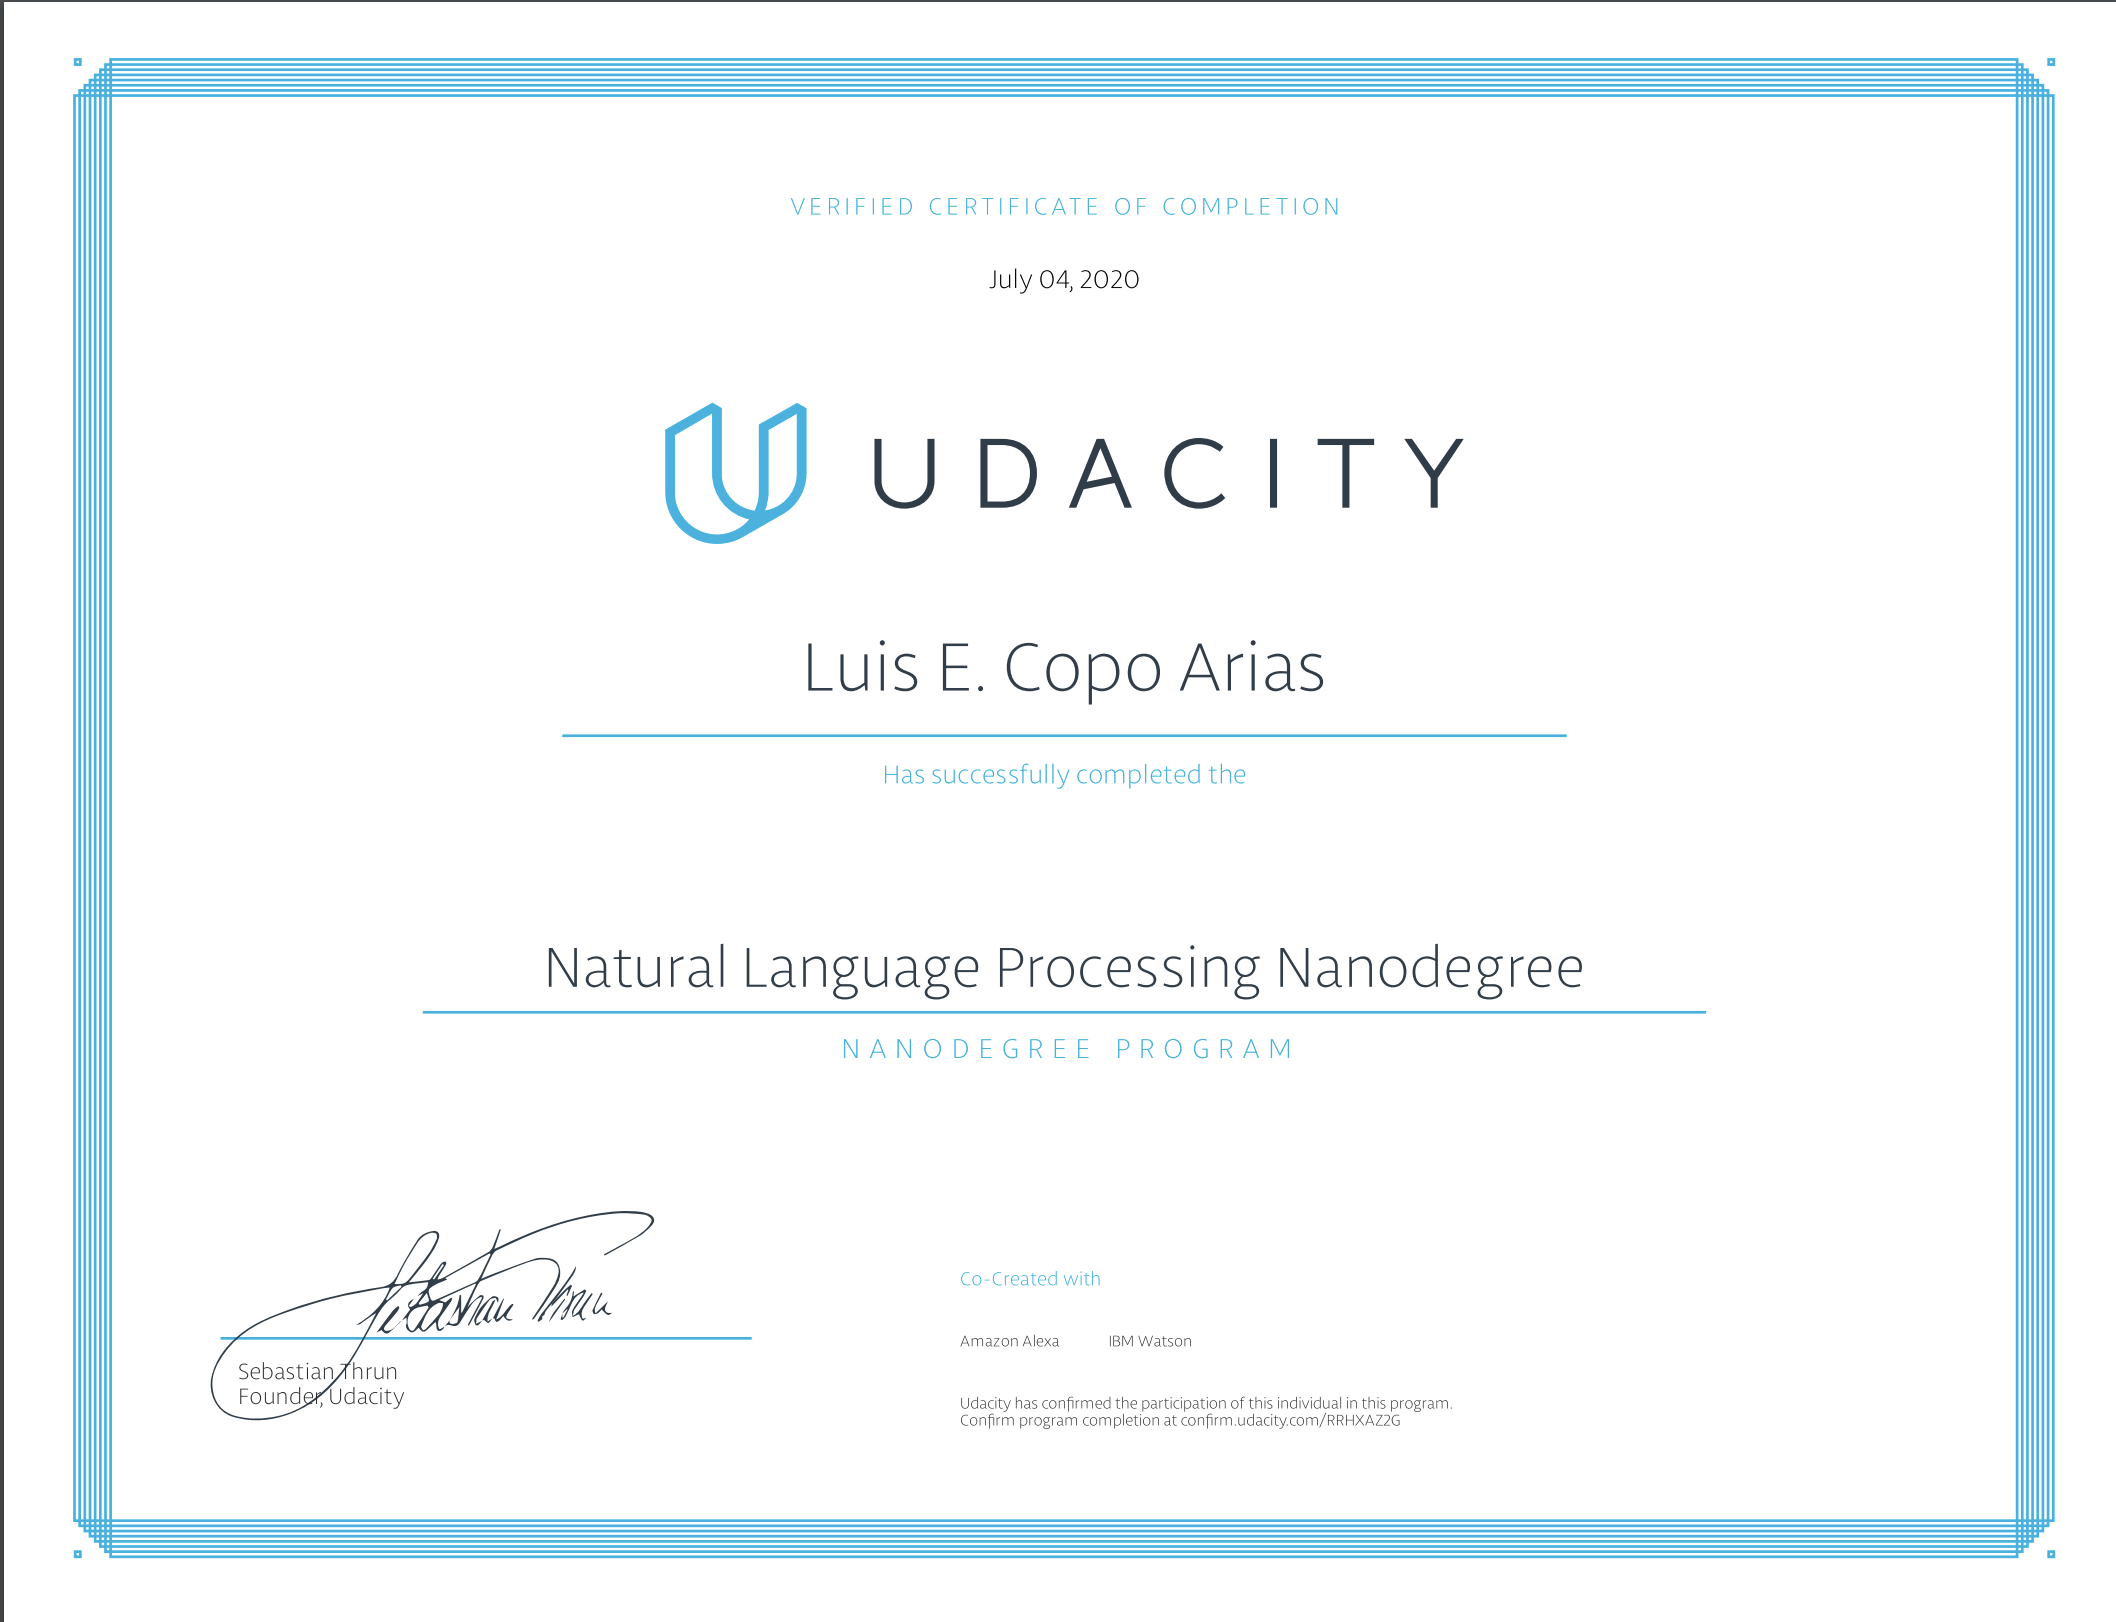 VERIFIED CERTIFICATE OF COMPLETION
July 04, 2020
UDACITY
Luis E. Copo Arias
Has successfully completed the
Natural Language Processing Nanodegree
NANODEGREE PROGRAM
Sebastian Thrun
Sebastian Thrun
Founder, Udacity
Co-Created with
Amazon Alexa IBM Watson
Udacity has confirmed the participation of this individual in this program.
Confirm program completion at confirm.udacity.com/RRHXAZ2G